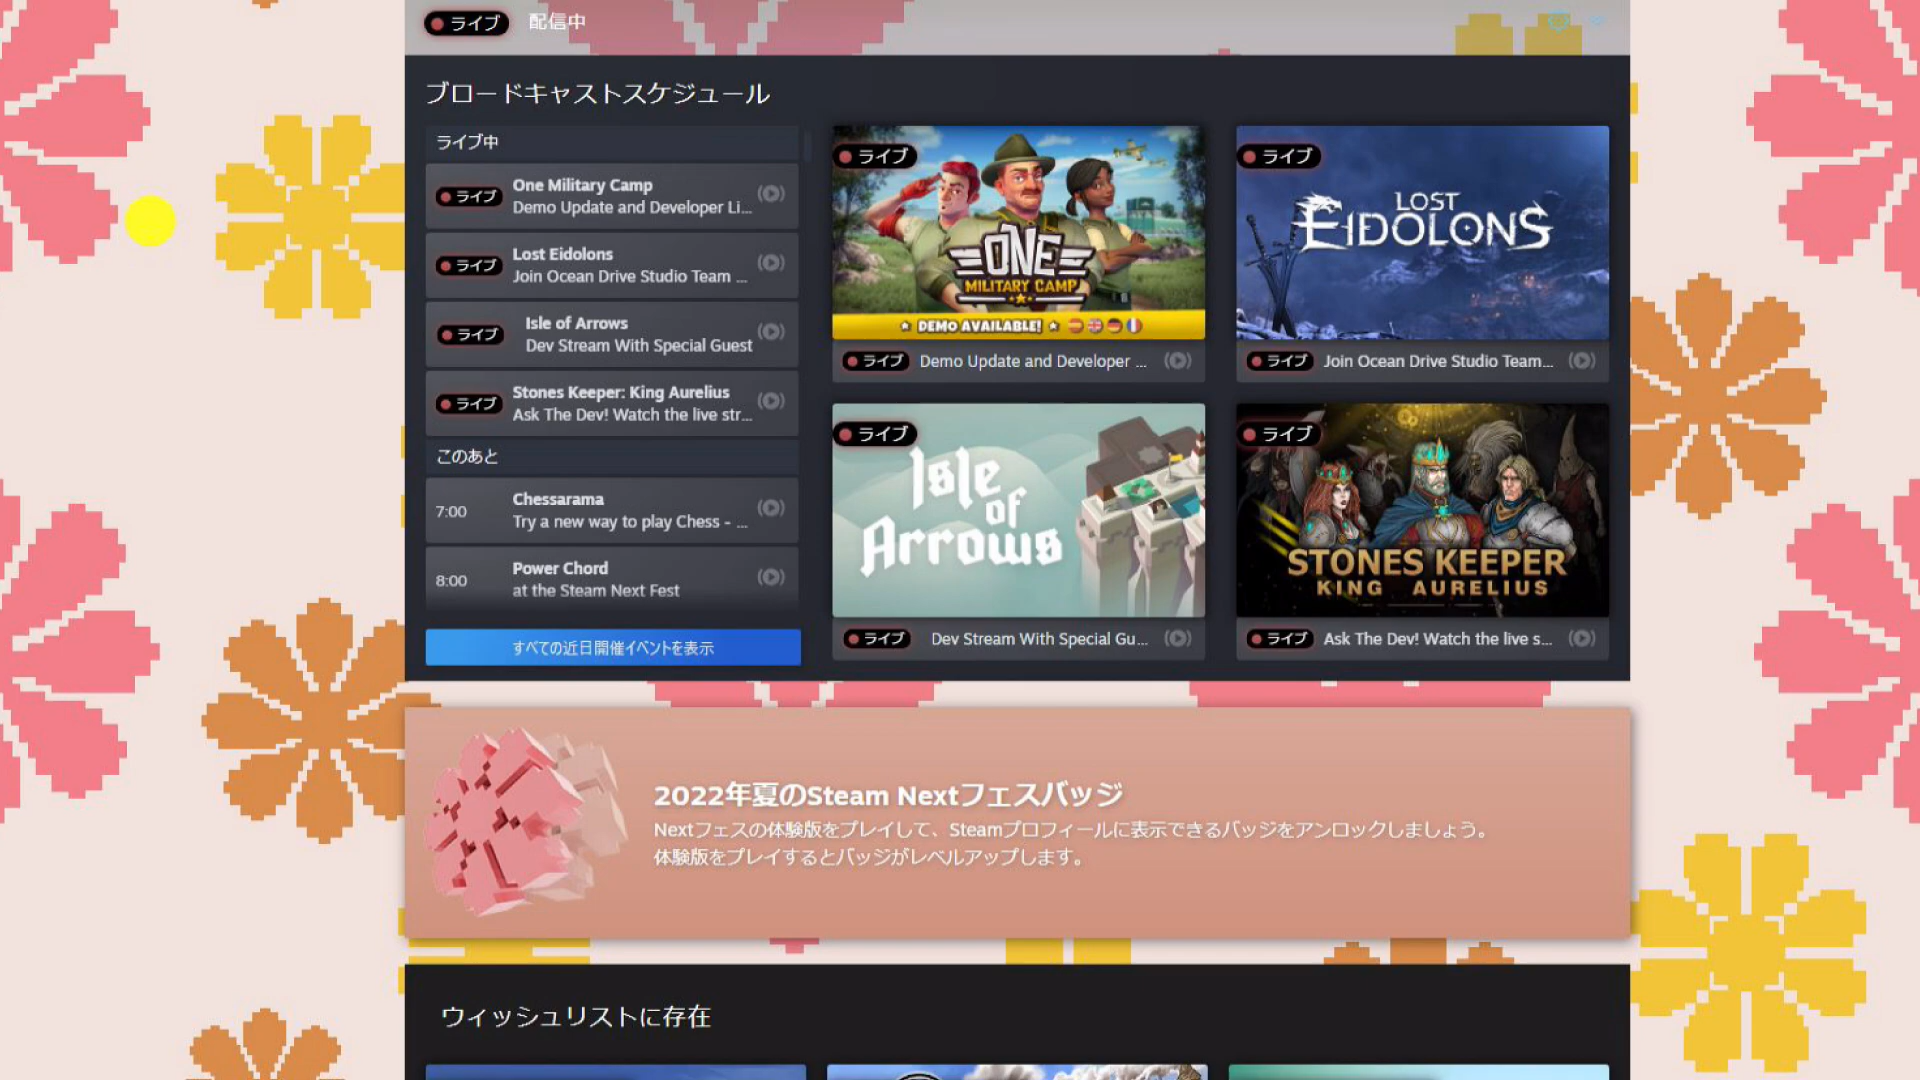 ライブ 配信中
ブロードキャストスケジュール
ライブ中
ライブ
One Military Camp
Demo Update and Developer Li...
ライブ
Lost Eidolons
Join Ocean Drive Studio Team ...
ライブ
Isle of Arrows
Dev Stream With Special Guest
ライブ
Stones Keeper: King Aurelius
Ask The Dev! Watch the live str...
このあと
7:00
Chessarama
Try a new way to play Chess - ...
8:00
Power Chord
at the Steam Next Fest
すべての近日開催イベントを表示
ライブ
ONE
MILITARY CAMP
DEMO AVAILABLE!
ライブ Demo Update and Developer ...
ライブ
LOST
EIDOLONS
ライブ Join Ocean Drive Studio Team...
ライブ
Isle
of
Arrows
ライブ Dev Stream With Special Gu...
ライブ
STONES KEEPER
KING AURELIUS
ライブ Ask The Dev! Watch the live s...
2022年夏のSteam Nextフェスバッジ
Nextフェスの体験版をプレイして、Steamプロフィールに表示できるバッジをアンロックしましょう。
体験版をプレイするとバッジがレベルアップします。
ウィッシュリストに存在